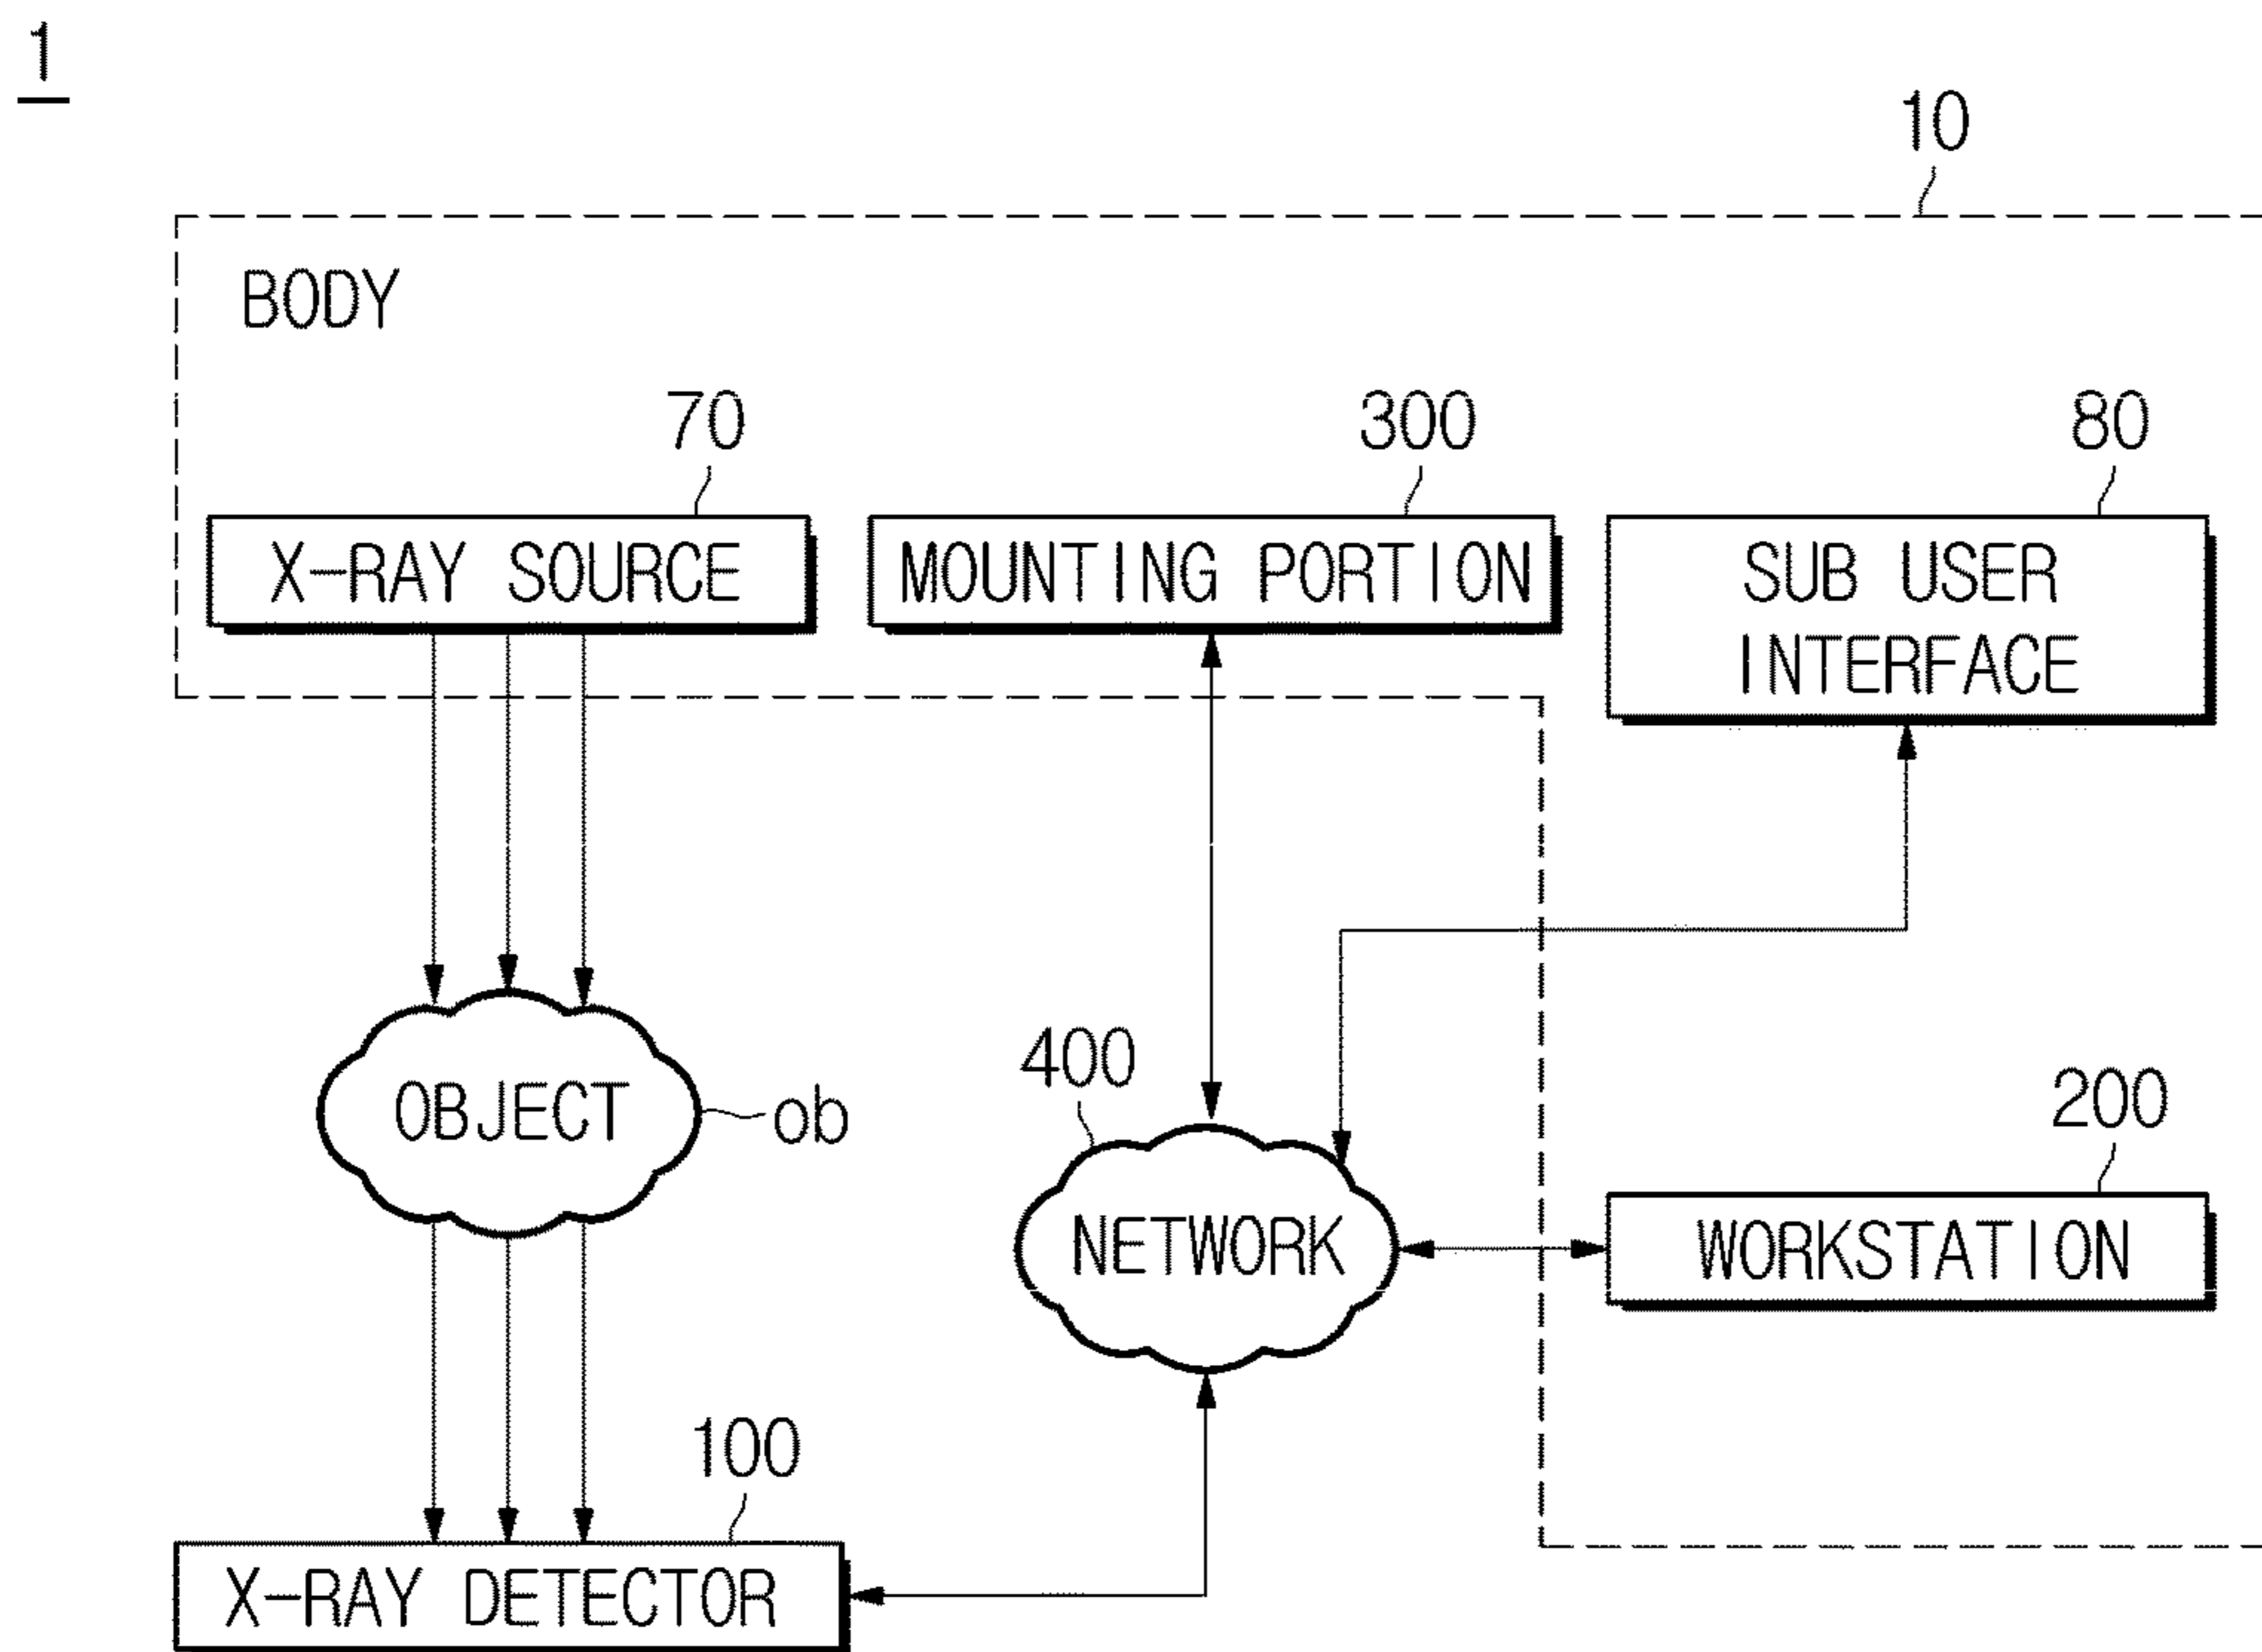 1
10
BODY
70
300
80
X-RAY SOURCE
MOUNTING PORTION
SUB USER
INTERFACE
400
OBJECT
ob
200
NETWORK
WORKSTATION
100
X-RAY DETECTOR